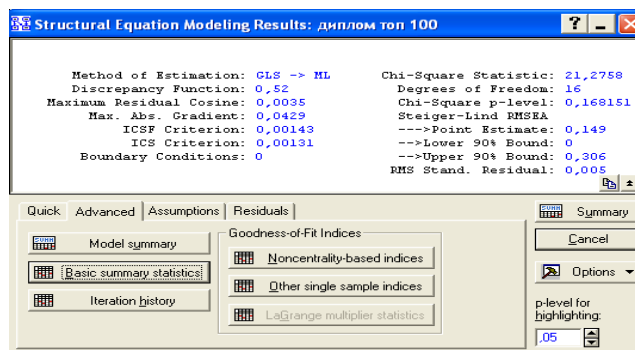 Structural Equation Modeling Results: диплом топ 100
Method of Estimation: GLS -> ML
Discrepancy Function: 0,52
Maximum Residual Cosine: 0,0035
Max. Abs. Gradient: 0,0429
ICSF Criterion: 0,00143
ICS Criterion: 0,00131
Boundary Conditions: 0
Chi-Square Statistic: 21,2758
Degrees of Freedom: 16
Chi-Square p-level: 0,168151
Steiger-Lind RMSEA
--->Point Estimate: 0,149
-->Lower 90% Bound: 0
-->Upper 90% Bound: 0,306
RMS Stand. Residual: 0,005
Quick Advanced Assumptions Residuals
Model summary
Basic summary statistics
Iteration history
Goodness-of-Fit Indices
Noncentrality-based indices
Other single sample indices
LaGrange multiplier statistics
Summary
Cancel
Options
p-level for
highlighting:
,05